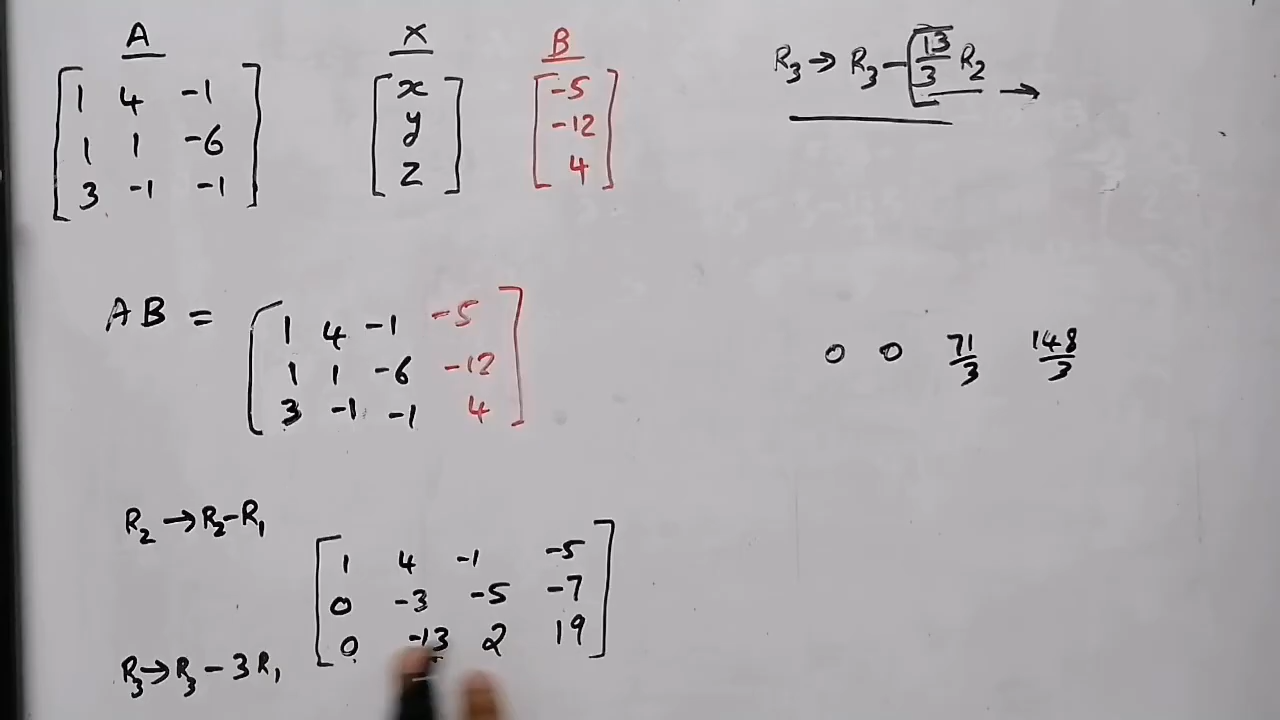 A X B
1 4 -1
1 1 -6
3 -1 -1
x
y
z
-5
-12
4
R3 → R3 - 13/3 R2 →
AB =
1 4 -1 -5
1 1 -6 -12
3 -1 -1 4
0 0 71/3 148/3
R2 → R2 - R1
R3 → R3 - 3R1
1 4 -1 -5
0 -3 -5 -7
0 -13 2 19